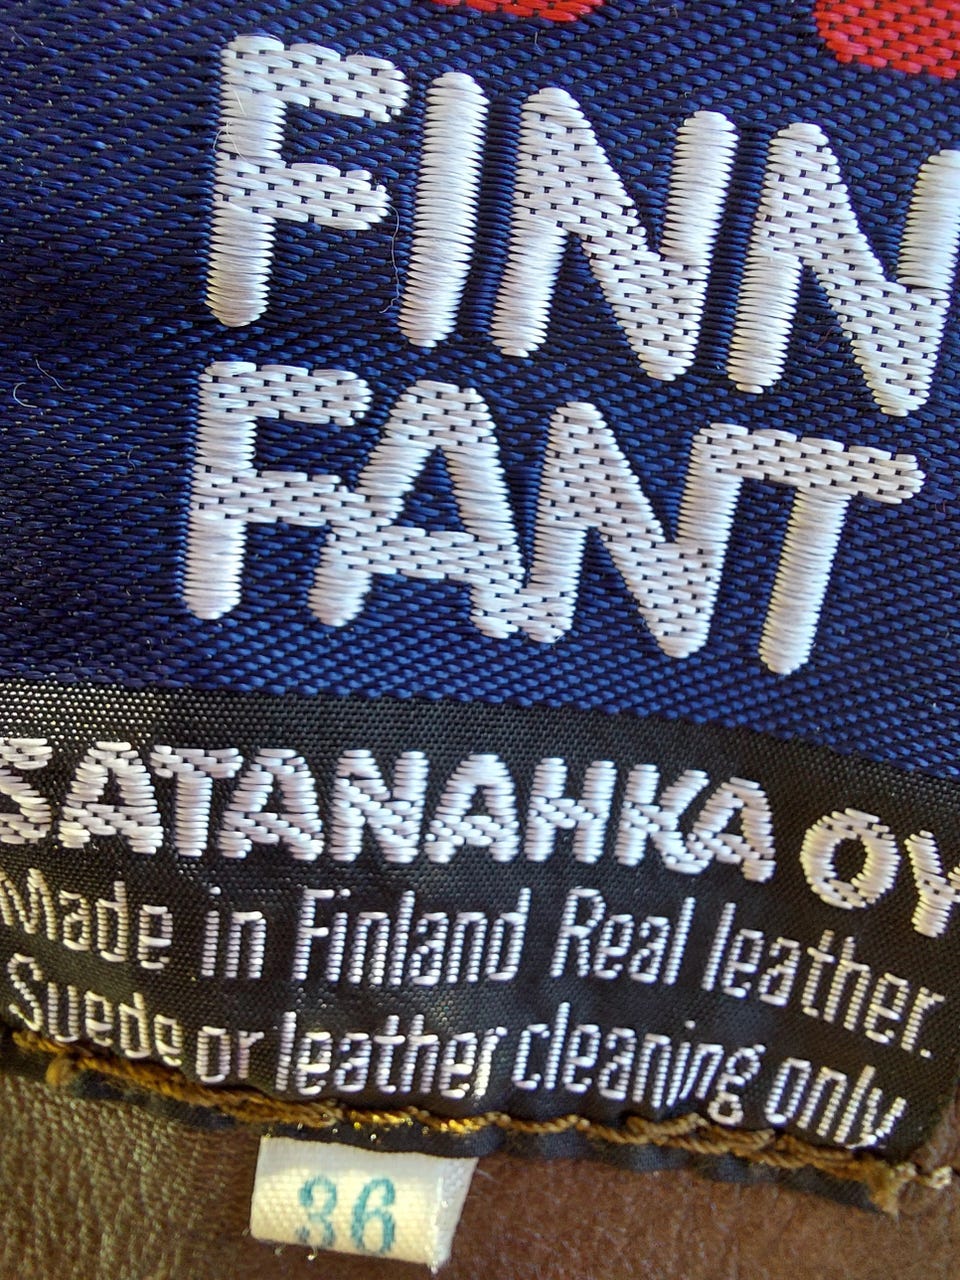 FINN
FANT
SATANAHKA OY
Made in Finland Real leather.
Suede or leather cleaning only
36